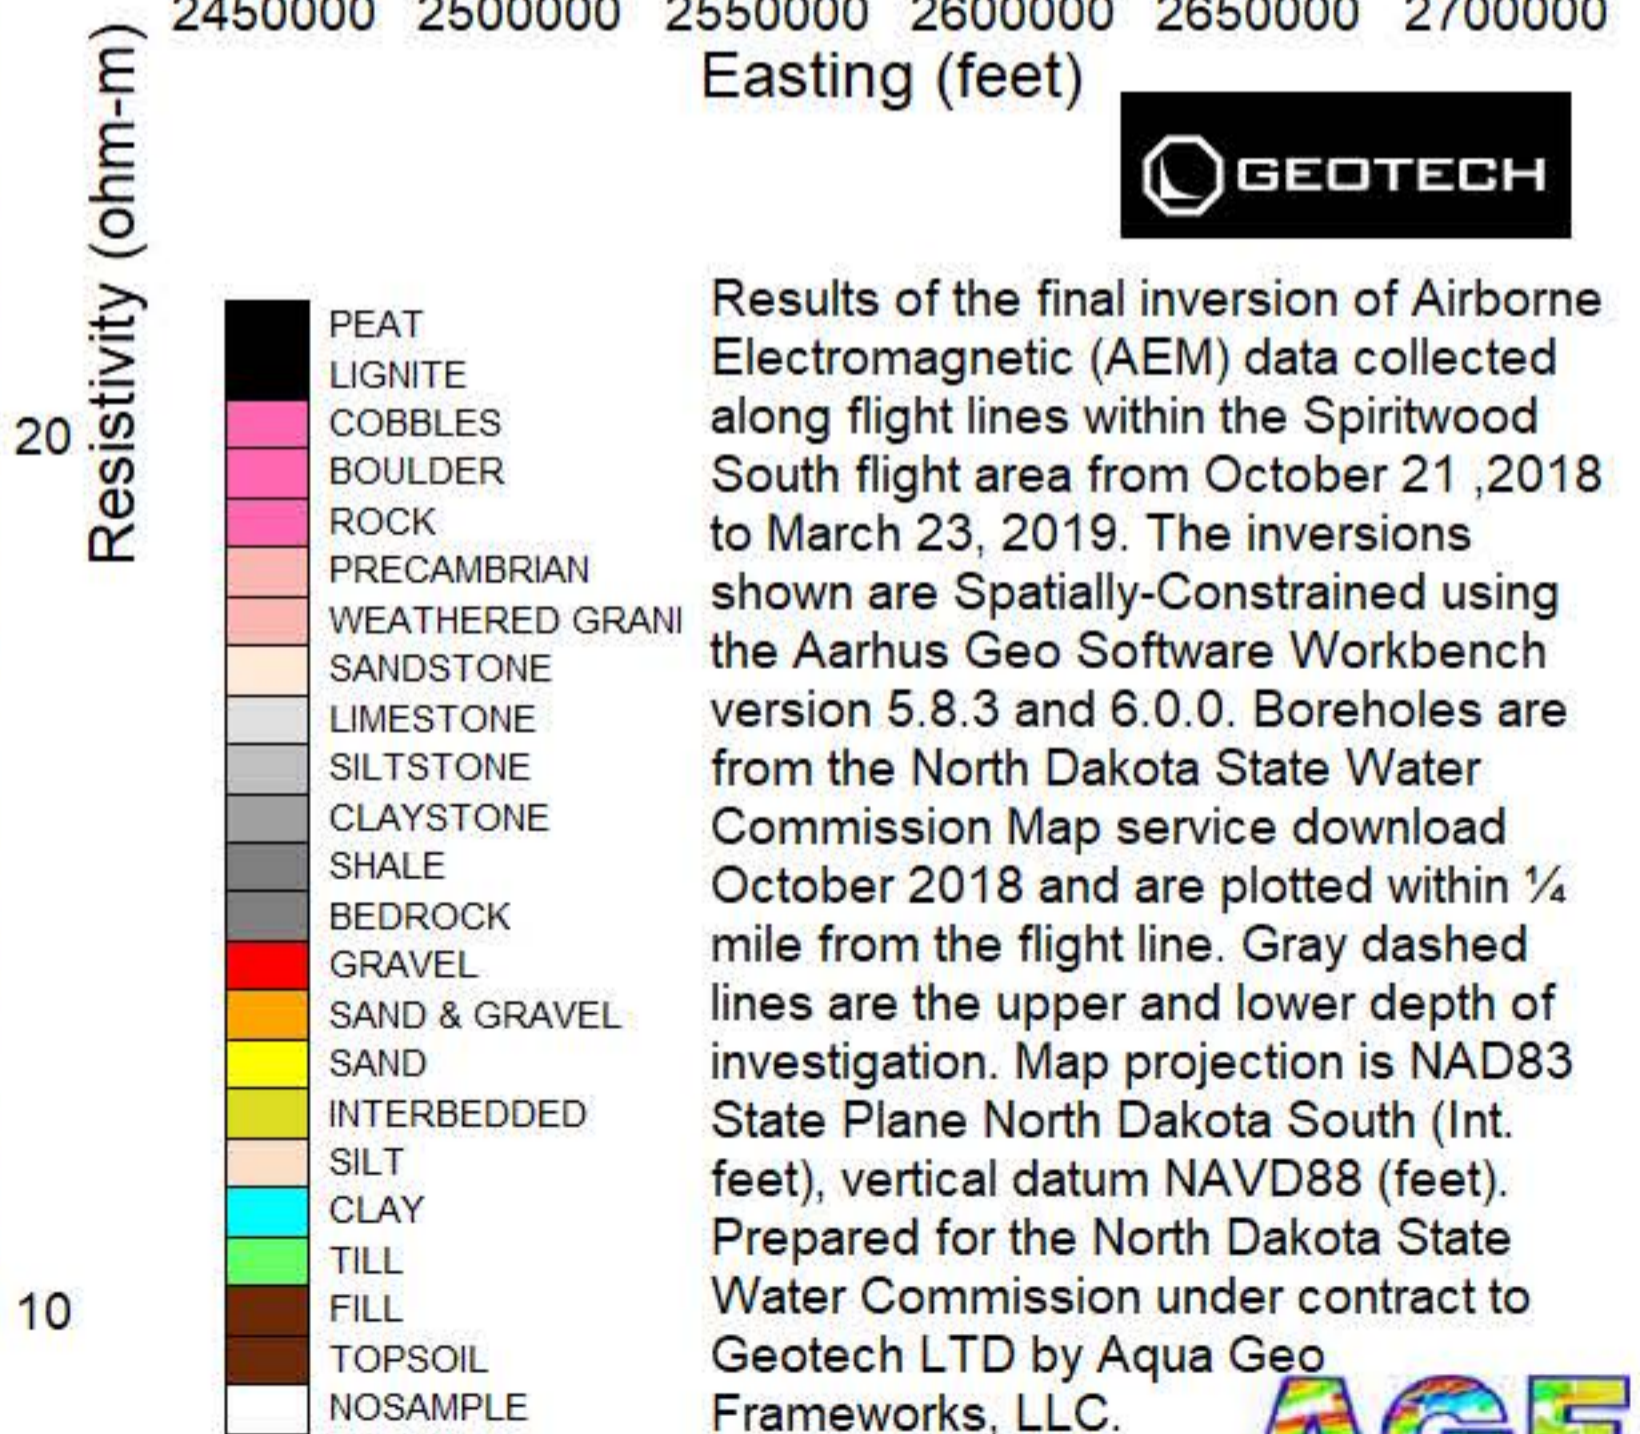 2450000 2500000 2550000 2600000 2650000 2700000
Easting (feet)
Resistivity (ohm-m)
20
10
GEOTECH
PEAT
LIGNITE
COBBLES
BOULDER
ROCK
PRECAMBRIAN
WEATHERED GRANI
SANDSTONE
LIMESTONE
SILTSTONE
CLAYSTONE
SHALE
BEDROCK
GRAVEL
SAND & GRAVEL
SAND
INTERBEDDED
SILT
CLAY
TILL
FILL
TOPSOIL
NOSAMPLE
Results of the final inversion of Airborne
Electromagnetic (AEM) data collected
along flight lines within the Spiritwood
South flight area from October 21 ,2018
to March 23, 2019. The inversions
shown are Spatially-Constrained using
the Aarhus Geo Software Workbench
version 5.8.3 and 6.0.0. Boreholes are
from the North Dakota State Water
Commission Map service download
October 2018 and are plotted within ¼
mile from the flight line. Gray dashed
lines are the upper and lower depth of
investigation. Map projection is NAD83
State Plane North Dakota South (Int.
feet), vertical datum NAVD88 (feet).
Prepared for the North Dakota State
Water Commission under contract to
Geotech LTD by Aqua Geo
Frameworks, LLC.